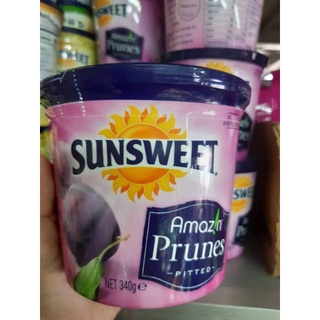 SUNSWEET
Amazin
Prunes
PITTED
NET 340g e